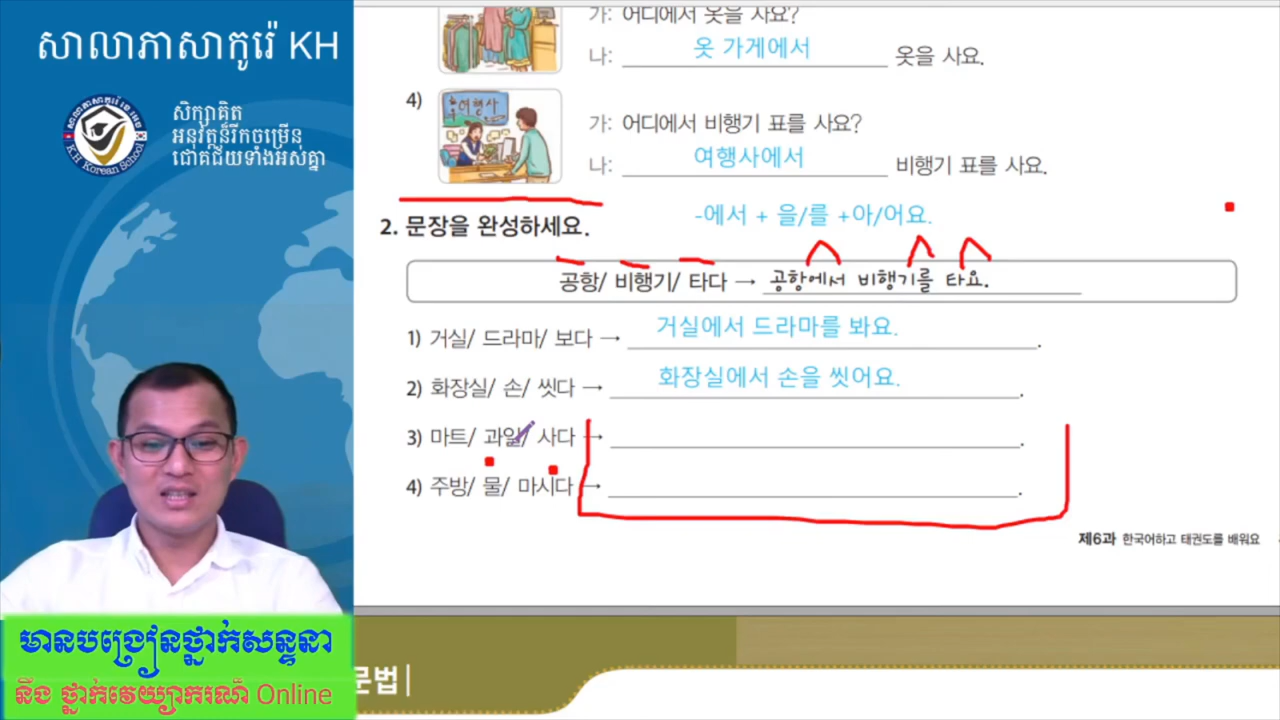 សាលាភាសាកូរ៉េ KH
សិក្សាគិត
អនុវត្តន៍រីកចម្រើន
ជោគជ័យទាំងអស់គ្នា
K.H Korean School
មានបង្រៀនថ្នាក់សន្ទនា
និង ថ្នាក់វេយ្យាករណ៍ Online
가: 어디에서 옷을 사요?
나: 옷 가게에서 옷을 사요.
4)
가: 어디에서 비행기 표를 사요?
나: 여행사에서 비행기 표를 사요.
-에서 + 을/를 +아/어요.
2. 문장을 완성하세요.
공항/ 비행기/ 타다 → 공항에서 비행기를 타요.
1) 거실/ 드라마/ 보다 → 거실에서 드라마를 봐요.
2) 화장실/ 손/ 씻다 → 화장실에서 손을 씻어요.
3) 마트/ 과일/ 사다 → .
4) 주방/ 물/ 마시다 → .
제6과 한국어하고 태권도를 배워요
문법